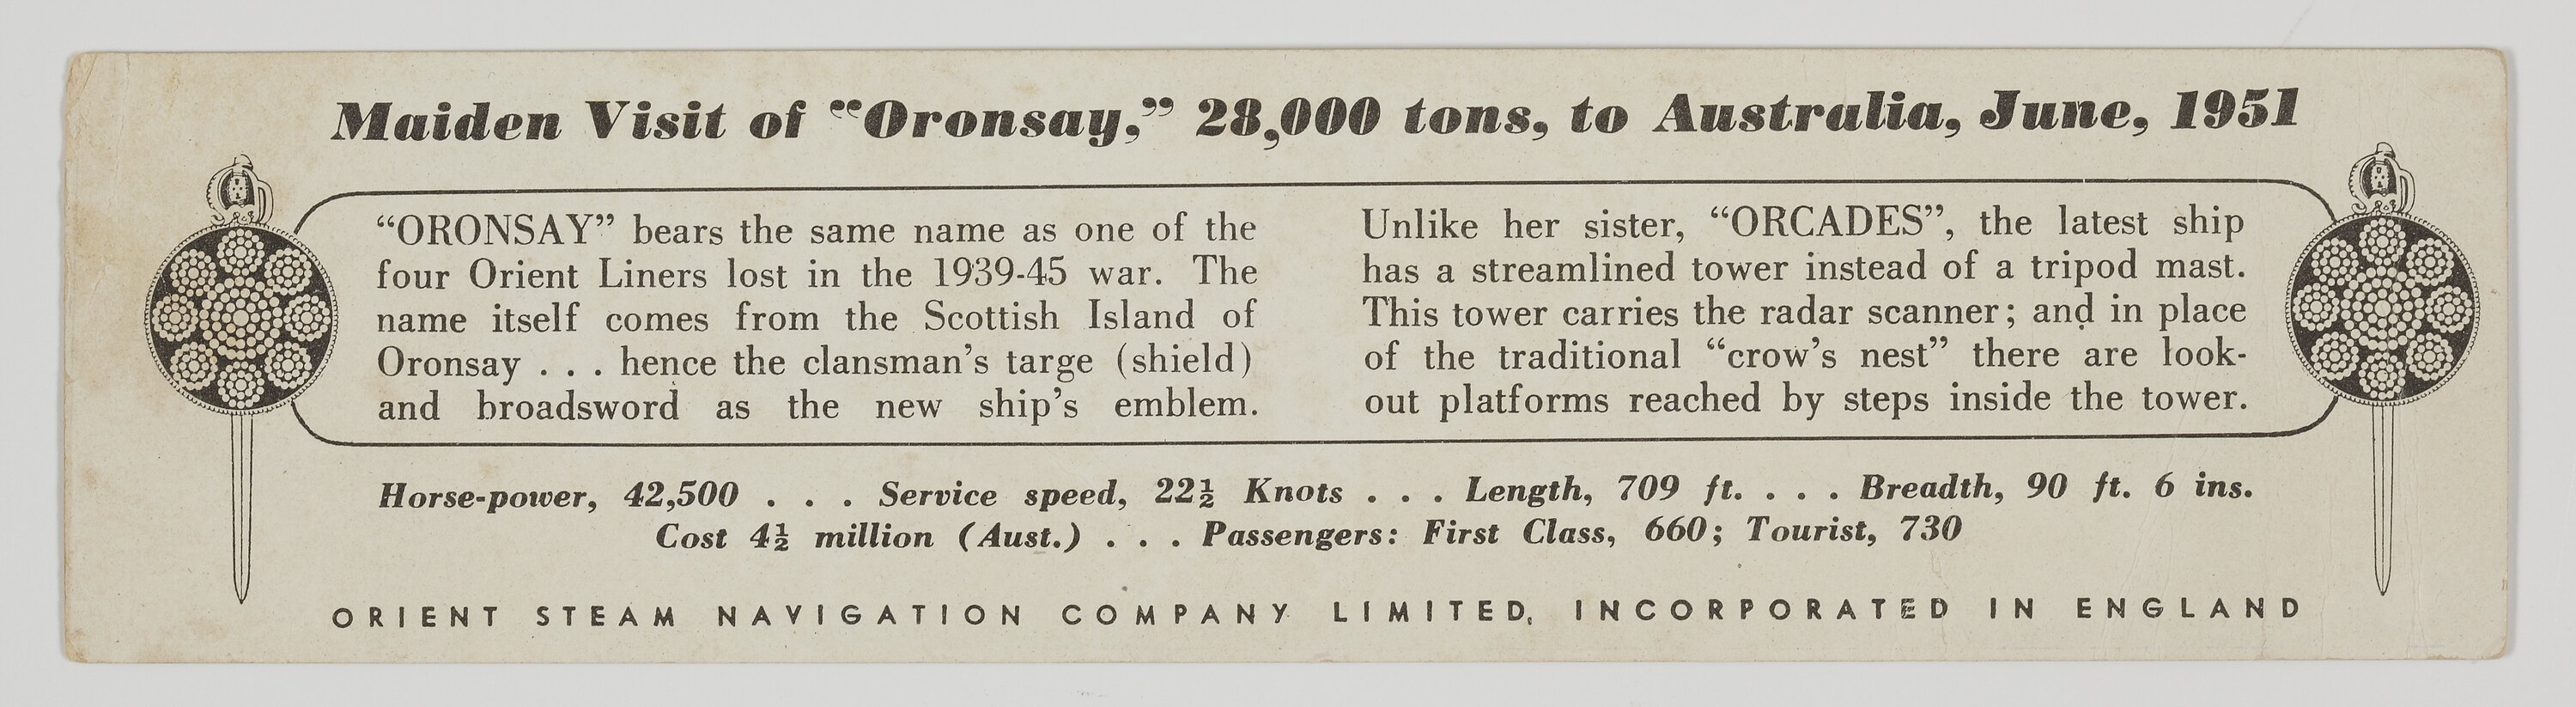 Maiden Visit of “Oronsay,” 28,000 tons, to Australia, June, 1951
“ORONSAY” bears the same name as one of the
four Orient Liners lost in the 1939-45 war. The
name itself comes from the Scottish Island of
Oronsay . . . hence the clansman’s targe (shield)
and broadsword as the new ship’s emblem.
Unlike her sister, “ORCADES”, the latest ship
has a streamlined tower instead of a tripod mast.
This tower carries the radar scanner; and in place
of the traditional “crow’s nest” there are look-
out platforms reached by steps inside the tower.
Horse-power, 42,500 . . . Service speed, 22½ Knots . . . Length, 709 ft. . . . Breadth, 90 ft. 6 ins.
Cost 4½ million (Aust.) . . . Passengers: First Class, 660; Tourist, 730
ORIENT STEAM NAVIGATION COMPANY LIMITED, INCORPORATED IN ENGLAND